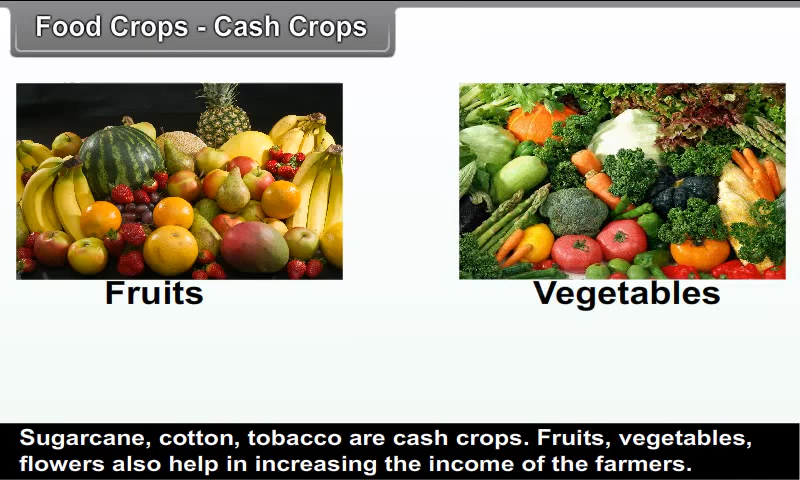 Food Crops - Cash Crops
Fruits
Vegetables
Sugarcane, cotton, tobacco are cash crops. Fruits, vegetables,
flowers also help in increasing the income of the farmers.